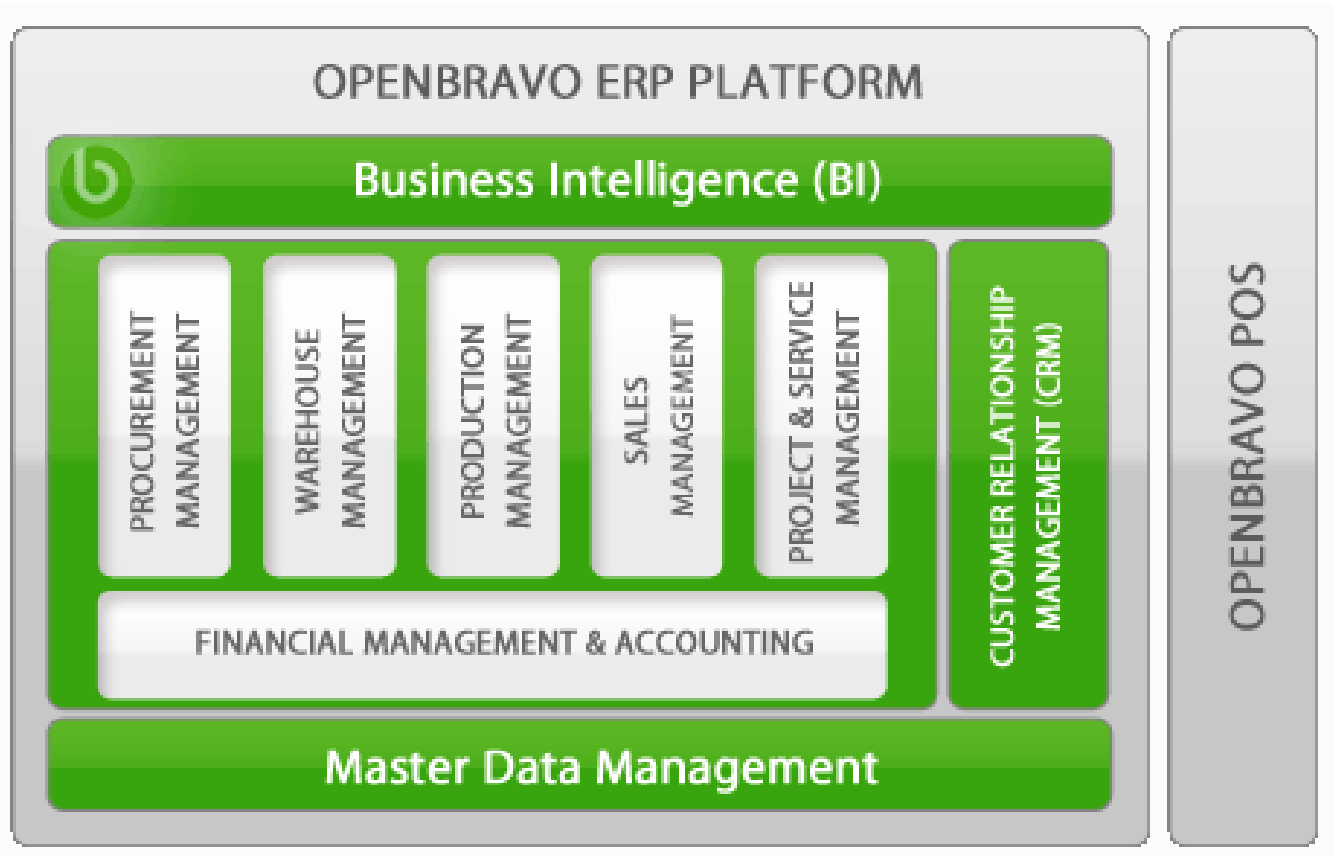 OPENBRAVO ERP PLATFORM
Business Intelligence (BI)
PROCUREMENT
MANAGEMENT
WAREHOUSE
MANAGEMENT
PRODUCTION
MANAGEMENT
SALES
MANAGEMENT
PROJECT & SERVICE
MANAGEMENT
FINANCIAL MANAGEMENT & ACCOUNTING
CUSTOMER RELATIONSHIP
MANAGEMENT (CRM)
Master Data Management
OPENBRAVO POS